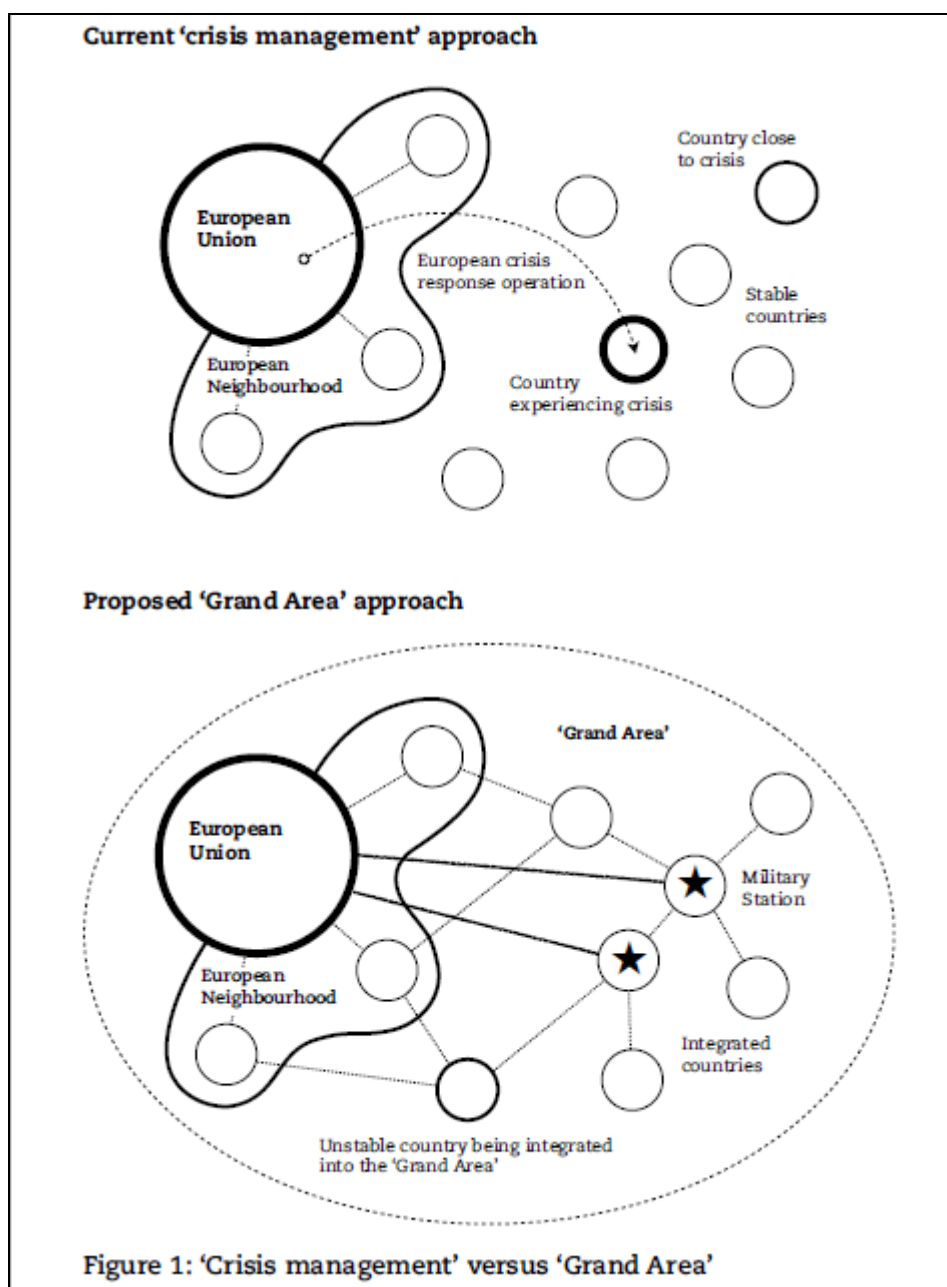 Current ‘crisis management’ approach
Country close
to crisis
European
Union
European crisis
response operation
Stable
countries
European
Neighbourhood
Country
experiencing crisis
Proposed ‘Grand Area’ approach
‘Grand Area’
European
Union
Military
Station
European
Neighbourhood
Integrated
countries
Unstable country being integrated
into the ‘Grand Area’
Figure 1: ‘Crisis management’ versus ‘Grand Area’